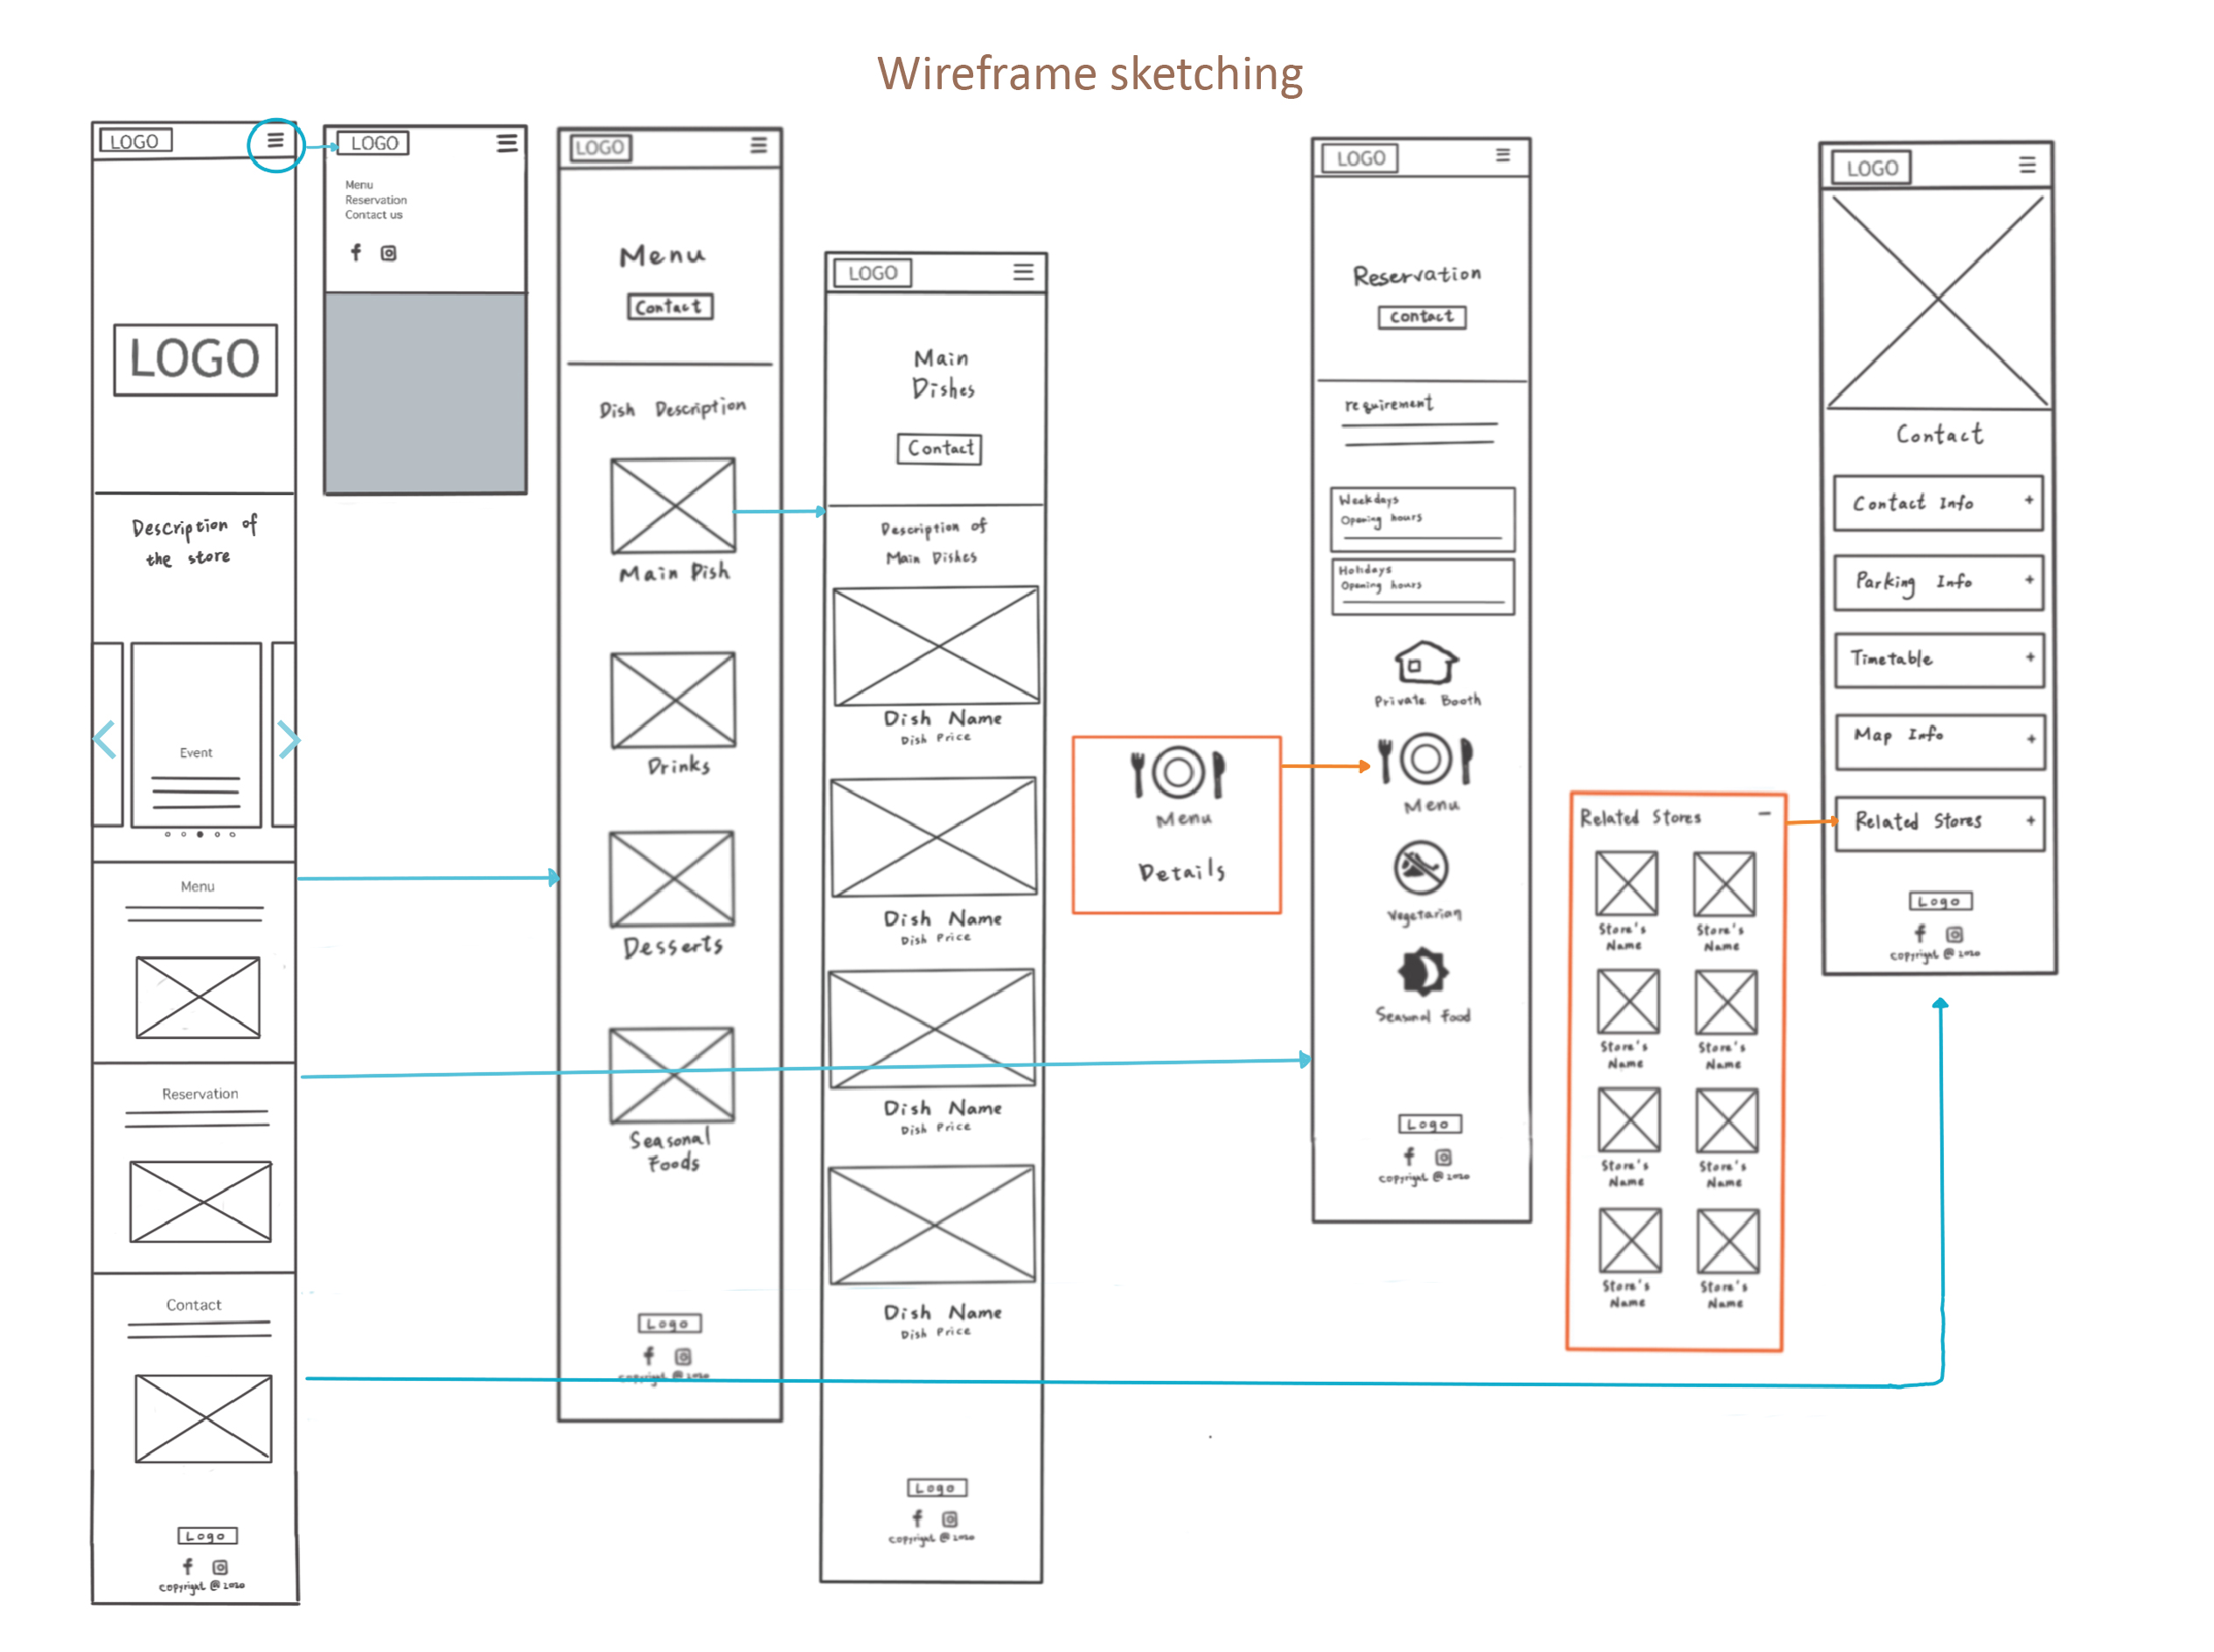 Wireframe sketching
LOGO
LOGO
Description of
the store
Event
Menu
Reservation
Contact
Logo
Copyright @ 2020
LOGO
Menu
Reservation
Contact us
LOGO
Menu
Contact
Dish Description
Main Dish
Drinks
Desserts
Seasonal
Foods
Logo
Copyright @ 2020
LOGO
Main
Dishes
Contact
Description of
Main Dishes
Dish Name
Dish Price
Dish Name
Dish Price
Dish Name
Dish Price
Dish Name
Dish Price
Logo
Copyright @ 2020
Menu
Details
LOGO
Reservation
Contact
requirement
Weekdays
Opening hours
Holidays
Opening hours
Private Booth
Menu
Vegetarian
Seasonal Food
Logo
Copyright @ 2020
Related Stores
Store's
Name
Store's
Name
Store's
Name
Store's
Name
Store's
Name
Store's
Name
Store's
Name
Store's
Name
LOGO
Contact
Contact Info +
Parking Info +
Timetable +
Map Info +
Related Stores +
Logo
Copyright @ 2020